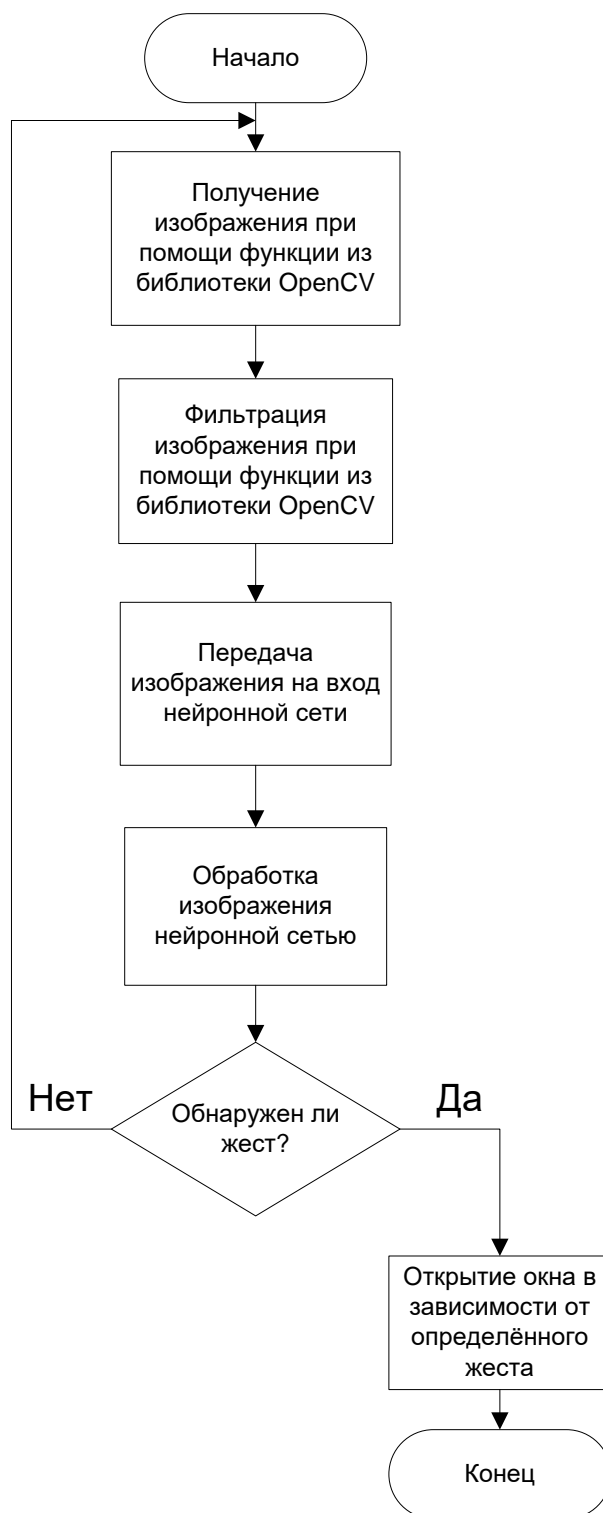 Начало
Получение
изображения при
помощи функции из
библиотеки OpenCV
Фильтрация
изображения при
помощи функции из
библиотеки OpenCV
Передача
изображения на вход
нейронной сети
Обработка
изображения
нейронной сетью
Нет
Обнаружен ли
жест?
Да
Открытие окна в
зависимости от
определённого
жеста
Конец